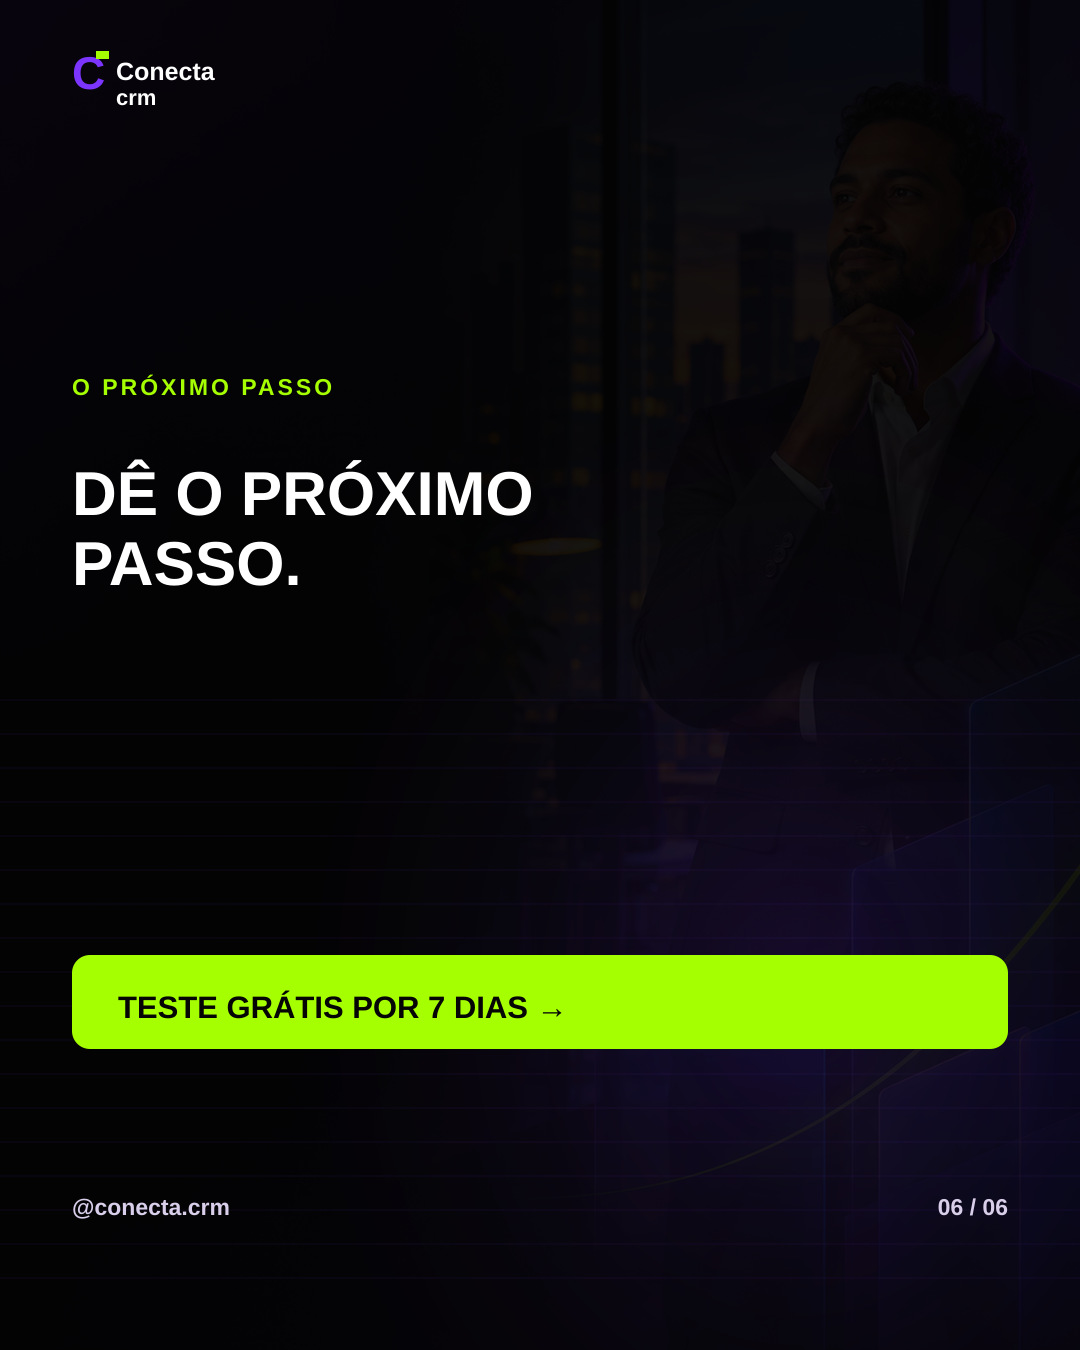 Conecta
crm
O PRÓXIMO PASSO
DÊ O PRÓXIMO
PASSO.
TESTE GRÁTIS POR 7 DIAS →
@conecta.crm
06 / 06